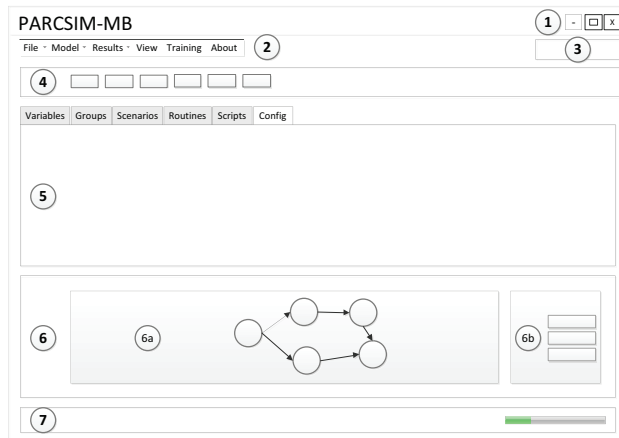 PARCSIM-MB
1 - x
File Model Results View Training About
2
3
4
Variables Groups Scenarios Routines Scripts Config
5
6
6a
6b
7